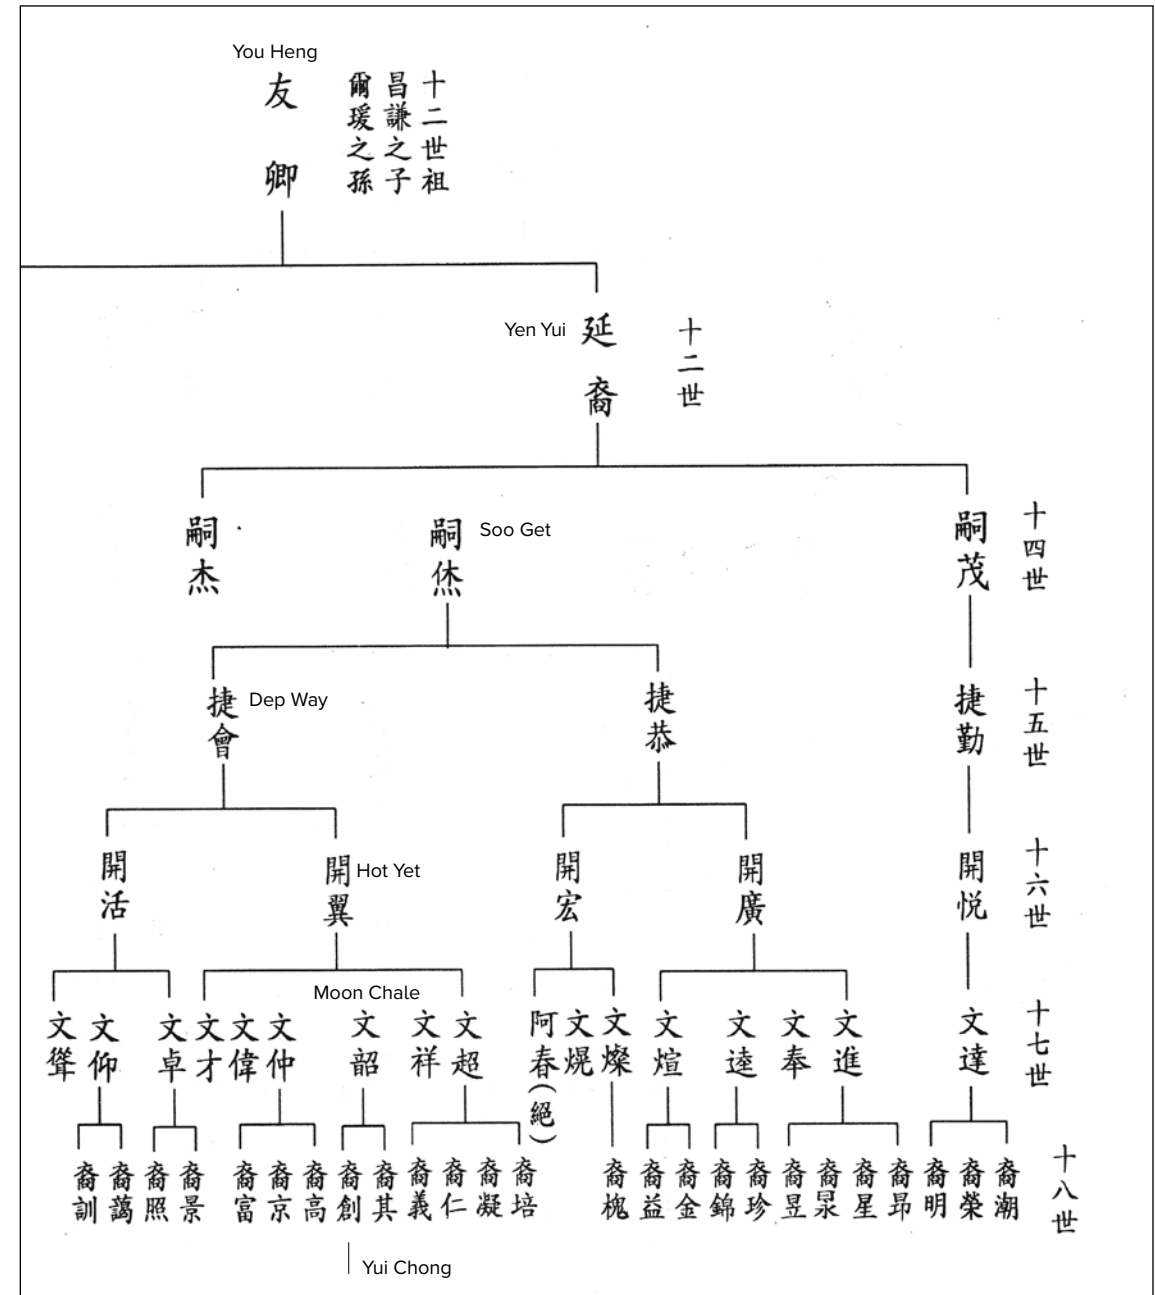 You Heng
友卿
十二世祖
昌謙之子
爾瑗之孫
Yen Yui
延裔
十二世
嗣杰
嗣烋
Soo Get
嗣茂
十四世
捷會
Dep Way
捷恭
捷勤
十五世
開活
開翼
Hot Yet
開宏
開廣
開悦
十六世
Moon Chale
文聳
文仰
文卓
文才
文偉
文仲
文韶
文祥
文超
阿春(絕)
文熀
文燦
文煊
文逵
文奉
文進
文達
十七世
裔訓
裔藹
裔照
裔景
裔富
裔京
裔高
裔創
裔其
裔義
裔仁
裔凝
裔培
裔槐
裔益
裔金
裔錦
裔珍
裔昱
裔星
裔昂
裔明
裔榮
裔潮
十八世
Yui Chong